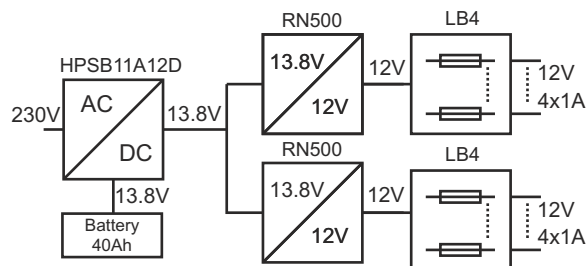 HPSB11A12D
230V
AC
DC
13.8V
13.8V
Battery
40Ah
RN500
13.8V
12V
12V
LB4
12V
4x1A
RN500
13.8V
12V
12V
LB4
12V
4x1A